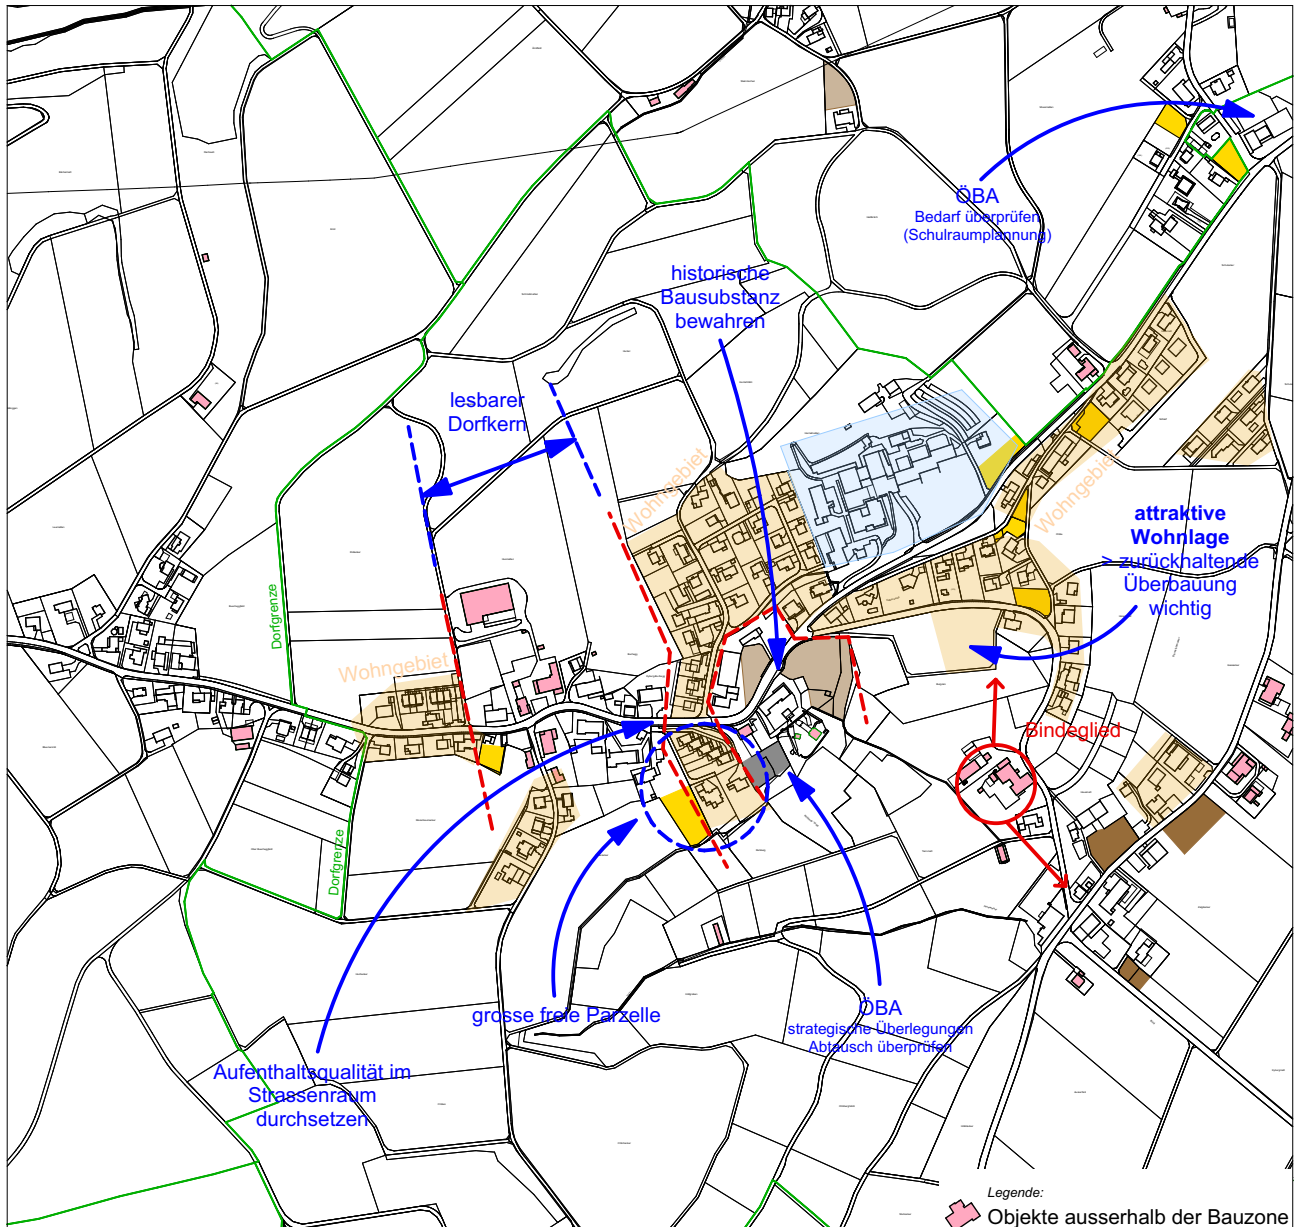 ÖBA
Bedarf überprüfen
(Schulraumplannung)
historische
Bausubstanz
bewahren
lesbarer
Dorfkern
Wohngebiet
Wohngebiet
attraktive
Wohnlage
> zurückhaltende
Überbauung
wichtig
Dorfgrenze
Wohngebiet
Bindeglied
Dorfgrenze
grosse freie Parzelle
ÖBA
strategische Überlegungen
Abtausch überprüfen
Aufenthaltsqualität im
Strassenraum
durchsetzen
Legende:
Objekte ausserhalb der Bauzone